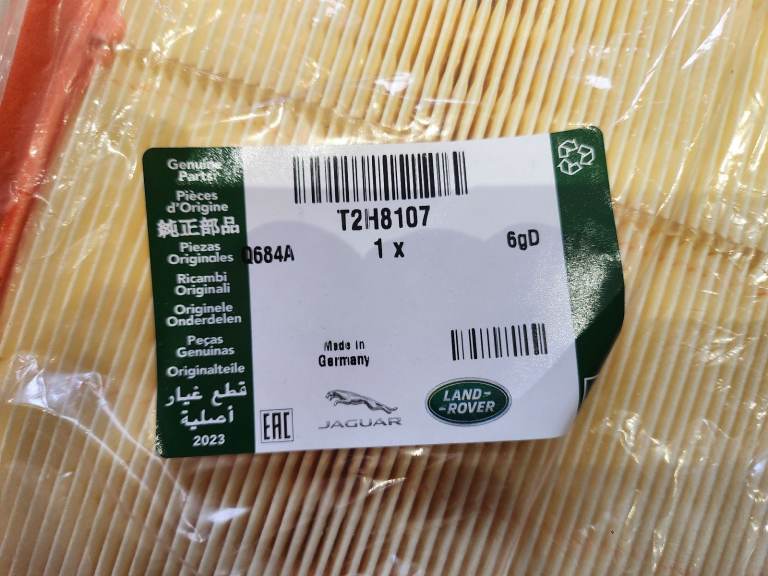 Genuine
Parts
Pièces
d'Origine
純正部品
Piezas
Originales
Ricambi
Originali
Originele
Onderdelen
Peças
Genuinas
Originalteile
قطع غيار
أصلية
2023
T2H8107
1 x
Q684A
6gD
Made in
Germany
EAC
JAGUAR
LAND-
-ROVER